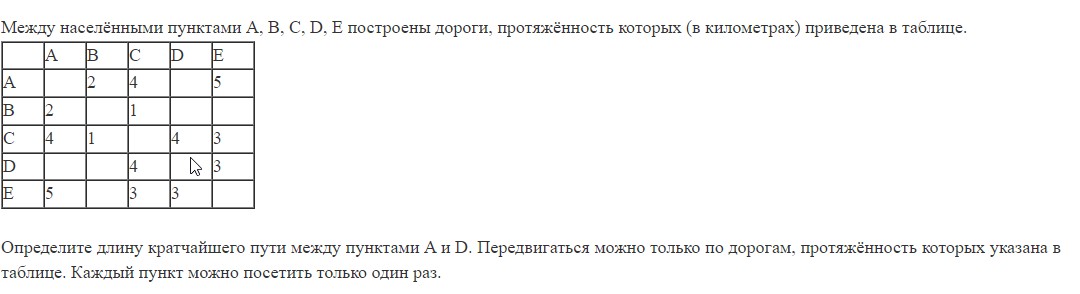 Между населёнными пунктами A, B, C, D, E построены дороги, протяжённость которых (в километрах) приведена в таблице.
A B C D E
A 2 4 5
B 2 1
C 4 1 4 3
D 4 3
E 5 3 3
Определите длину кратчайшего пути между пунктами A и D. Передвигаться можно только по дорогам, протяжённость которых указана в
таблице. Каждый пункт можно посетить только один раз.